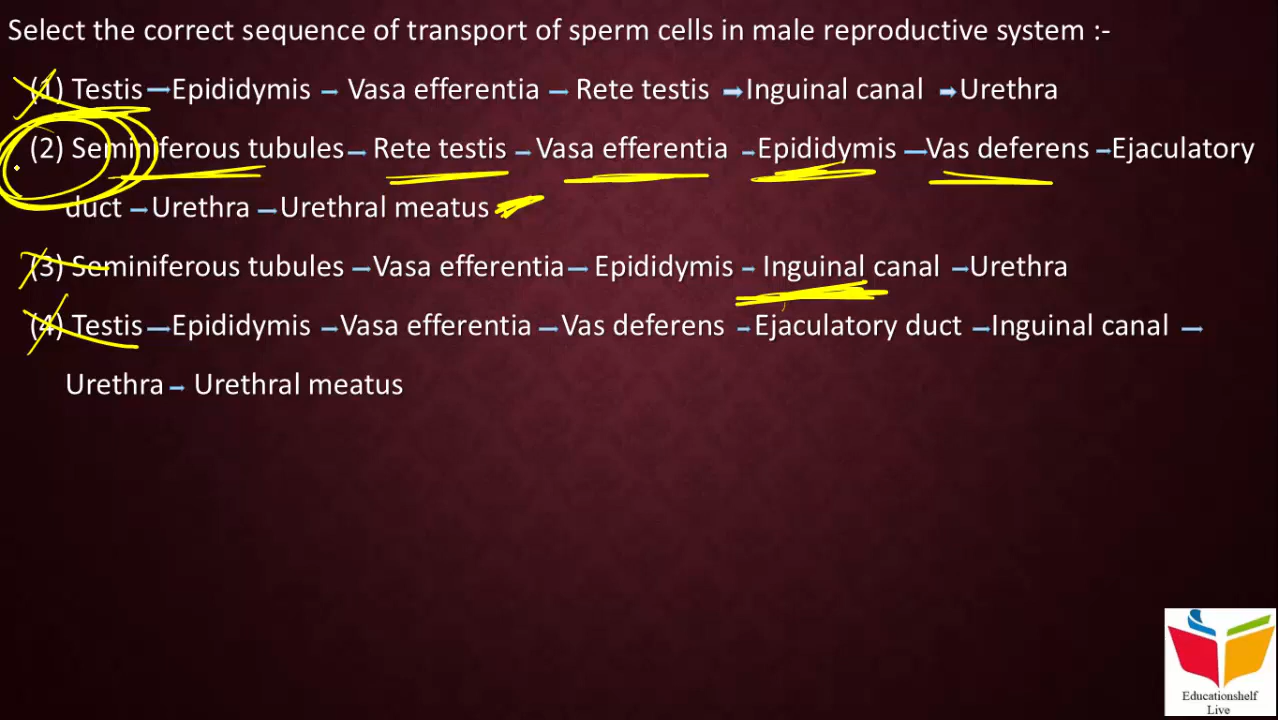 Select the correct sequence of transport of sperm cells in male reproductive system :-
(1) Testis → Epididymis → Vasa efferentia → Rete testis → Inguinal canal → Urethra
(2) Seminiferous tubules → Rete testis → Vasa efferentia → Epididymis → Vas deferens → Ejaculatory
duct → Urethra → Urethral meatus
(3) Seminiferous tubules → Vasa efferentia → Epididymis → Inguinal canal → Urethra
(4) Testis → Epididymis → Vasa efferentia → Vas deferens → Ejaculatory duct → Inguinal canal →
Urethra → Urethral meatus
Educationshelf
Live